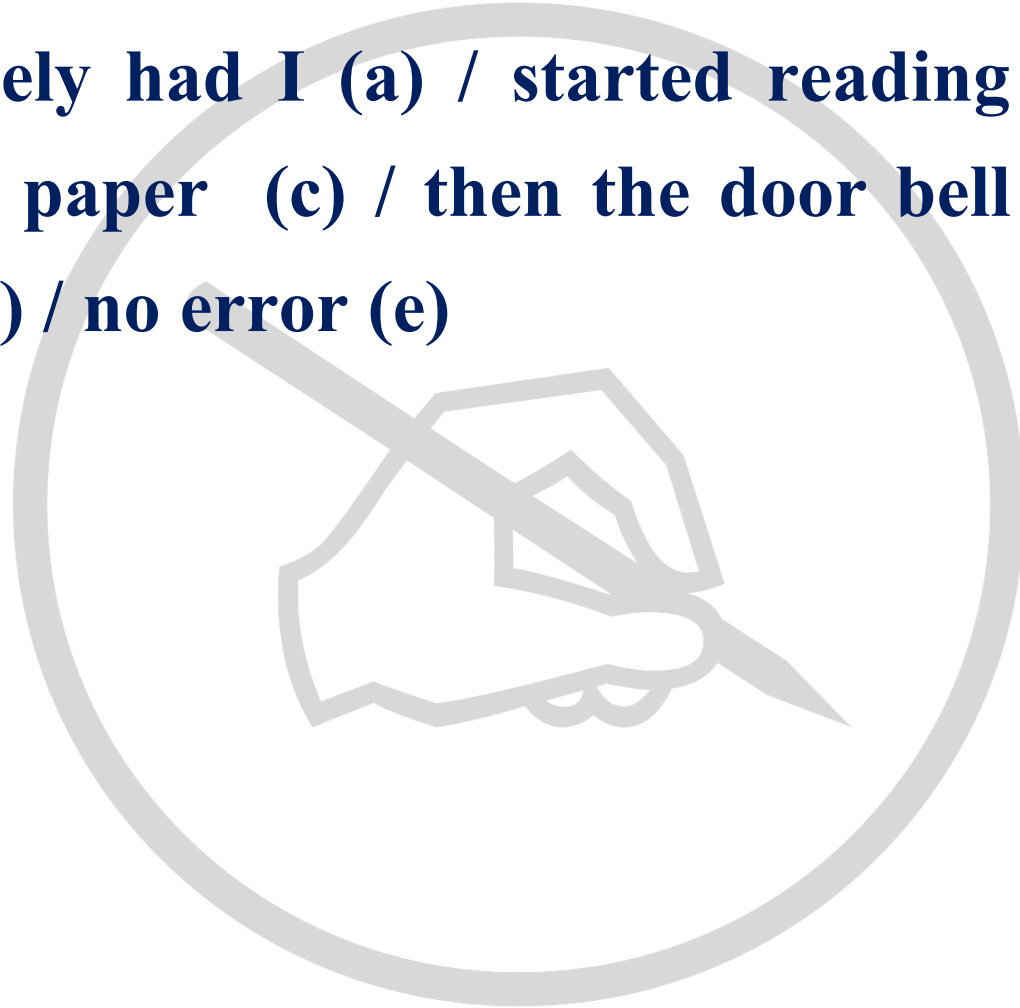 ely had I (a) / started reading
paper (c) / then the door bell
) / no error (e)